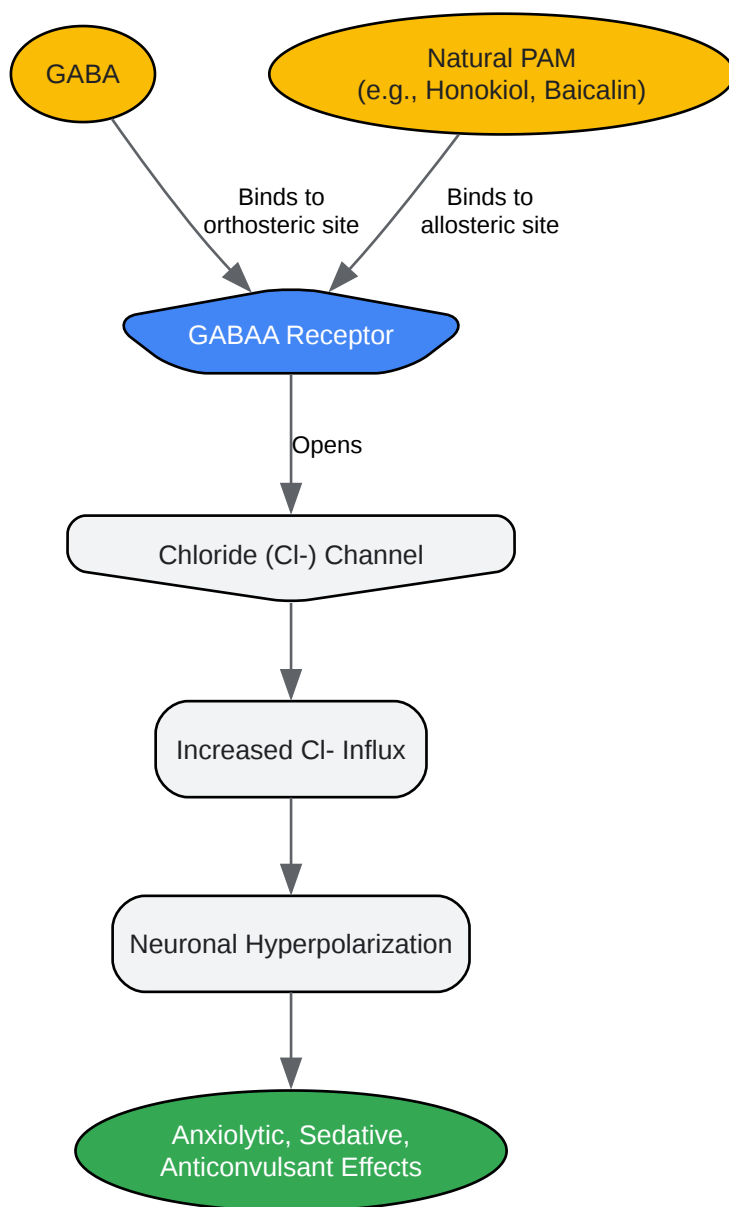 GABA
Natural PAM
(e.g., Honokiol, Baicalin)
Binds to
orthosteric site
Binds to
allosteric site
GABAA Receptor
Opens
Chloride (Cl-) Channel
Increased Cl- Influx
Neuronal Hyperpolarization
Anxiolytic, Sedative,
Anticonvulsant Effects